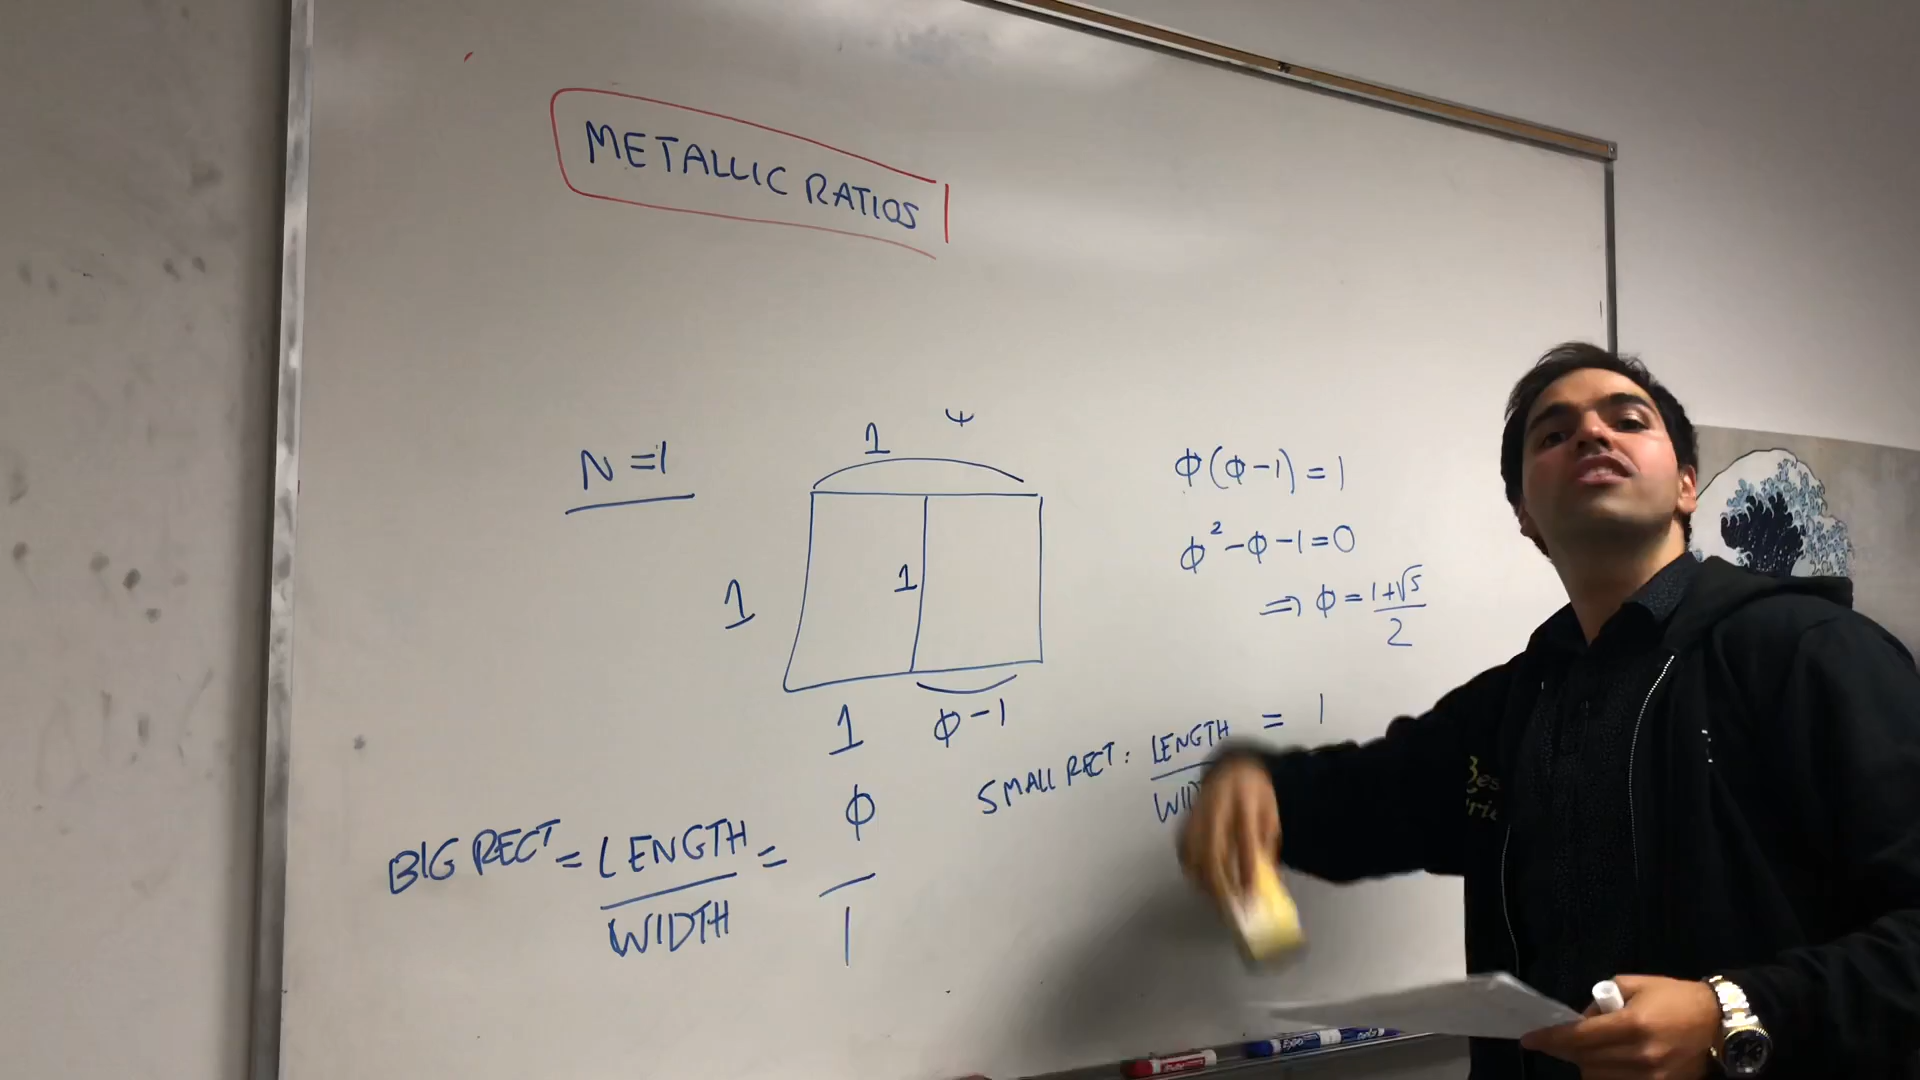 METALLIC RATIOS
N=1
1
1
1
1 φ-1
φ(φ-1)=1
φ²-φ-1=0
⇒ φ=1+√5
2
SMALL RECT: LENGTH = 1
BIG RECT = LENGTH = φ
WIDTH 1
EXPO